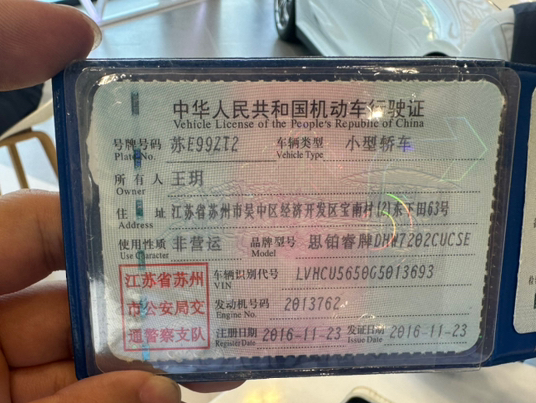 中华人民共和国机动车行驶证
Vehicle License of the People's Republic of China
号牌号码 苏E99ZT2 车辆类型 小型轿车
Plate No. Vehicle Type
所有人 王玥
Owner
住 址 江苏省苏州市吴中区经济开发区宝南村(2)东下田63号
Address
使用性质 非营运 品牌型号 思铂睿牌DHW7202CUCSE
Use Character Model
江苏省苏州
市公安局交
通警察支队
车辆识别代号 LVHCU5650G5013693
VIN
发动机号码 2013762
Engine No.
注册日期 2016-11-23 发证日期 2016-11-23
Register Date Issue Date